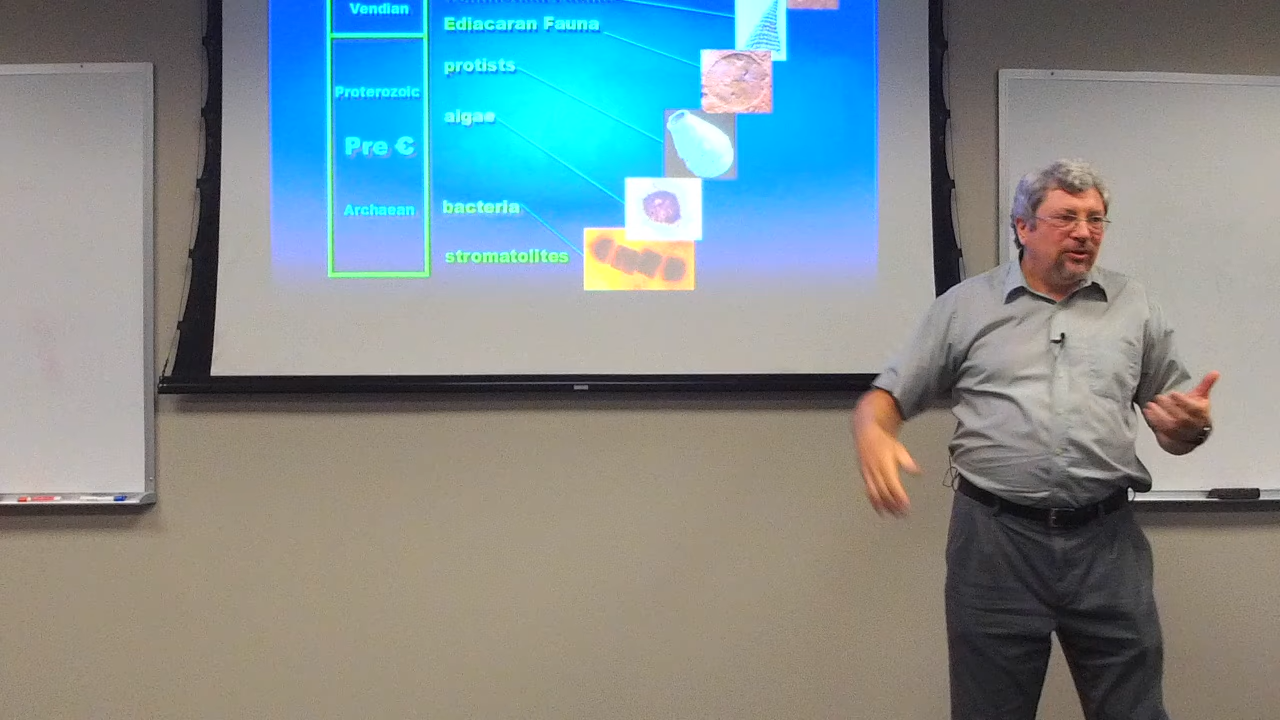 Vendian
Ediacaran Fauna
protists
Proterozoic
algae
Pre €
bacteria
Archaean
stromatolites